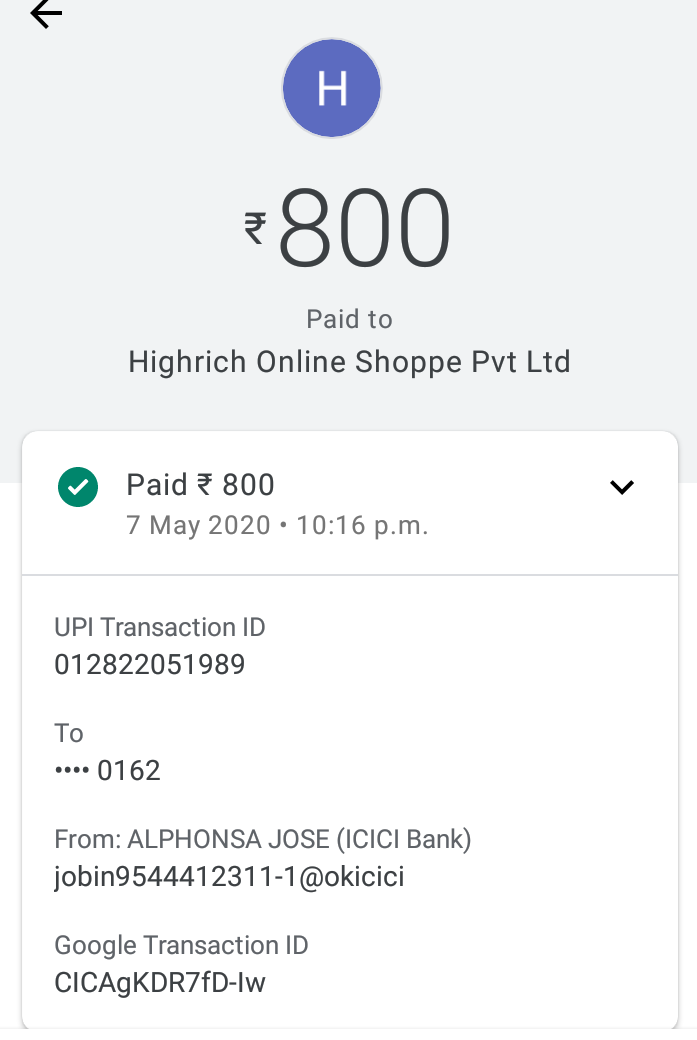 H
₹800
Paid to
Highrich Online Shoppe Pvt Ltd
Paid ₹ 800
7 May 2020 • 10:16 p.m.
UPI Transaction ID
012822051989
To
•••• 0162
From: ALPHONSA JOSE (ICICI Bank)
jobin9544412311-1@okicici
Google Transaction ID
CICAgKDR7fD-Iw